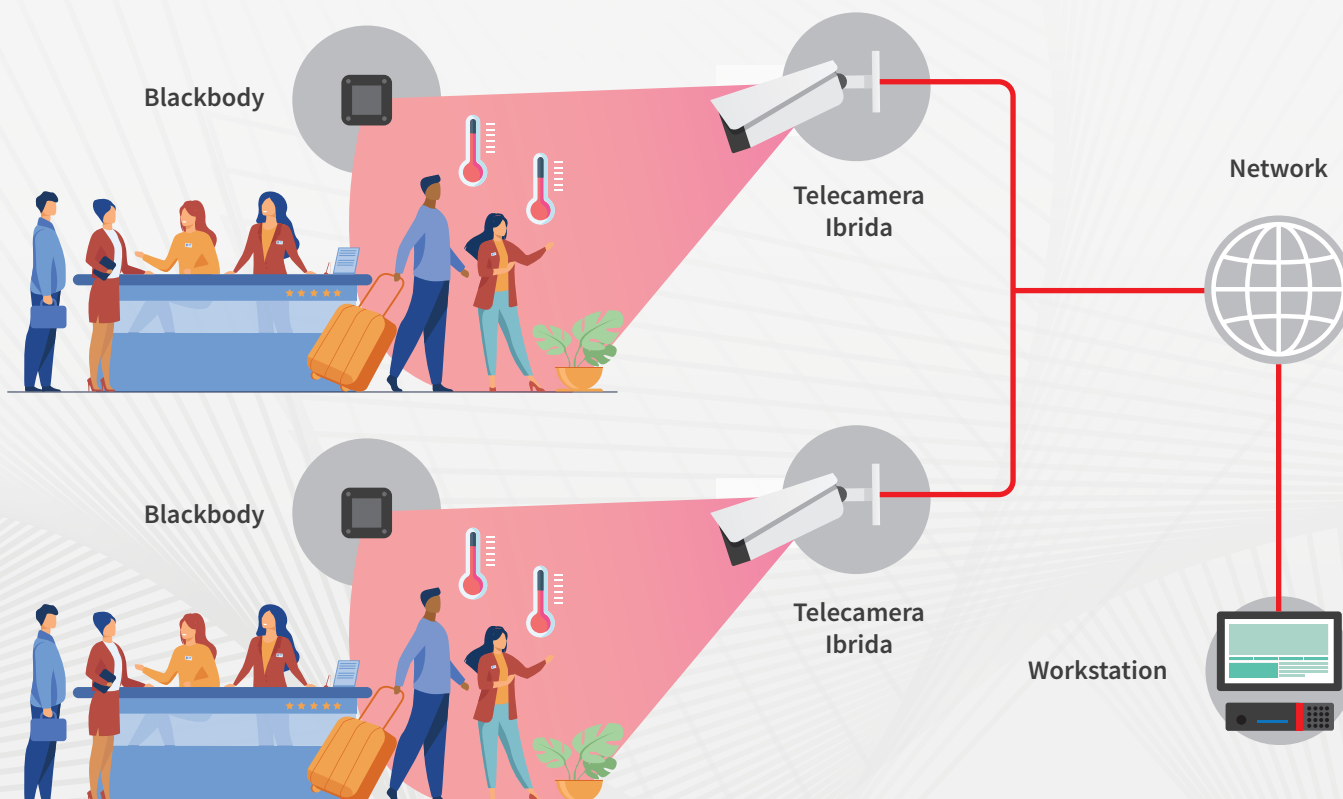 Blackbody
Telecamera
Ibrida
Network
Blackbody
Telecamera
Ibrida
Workstation